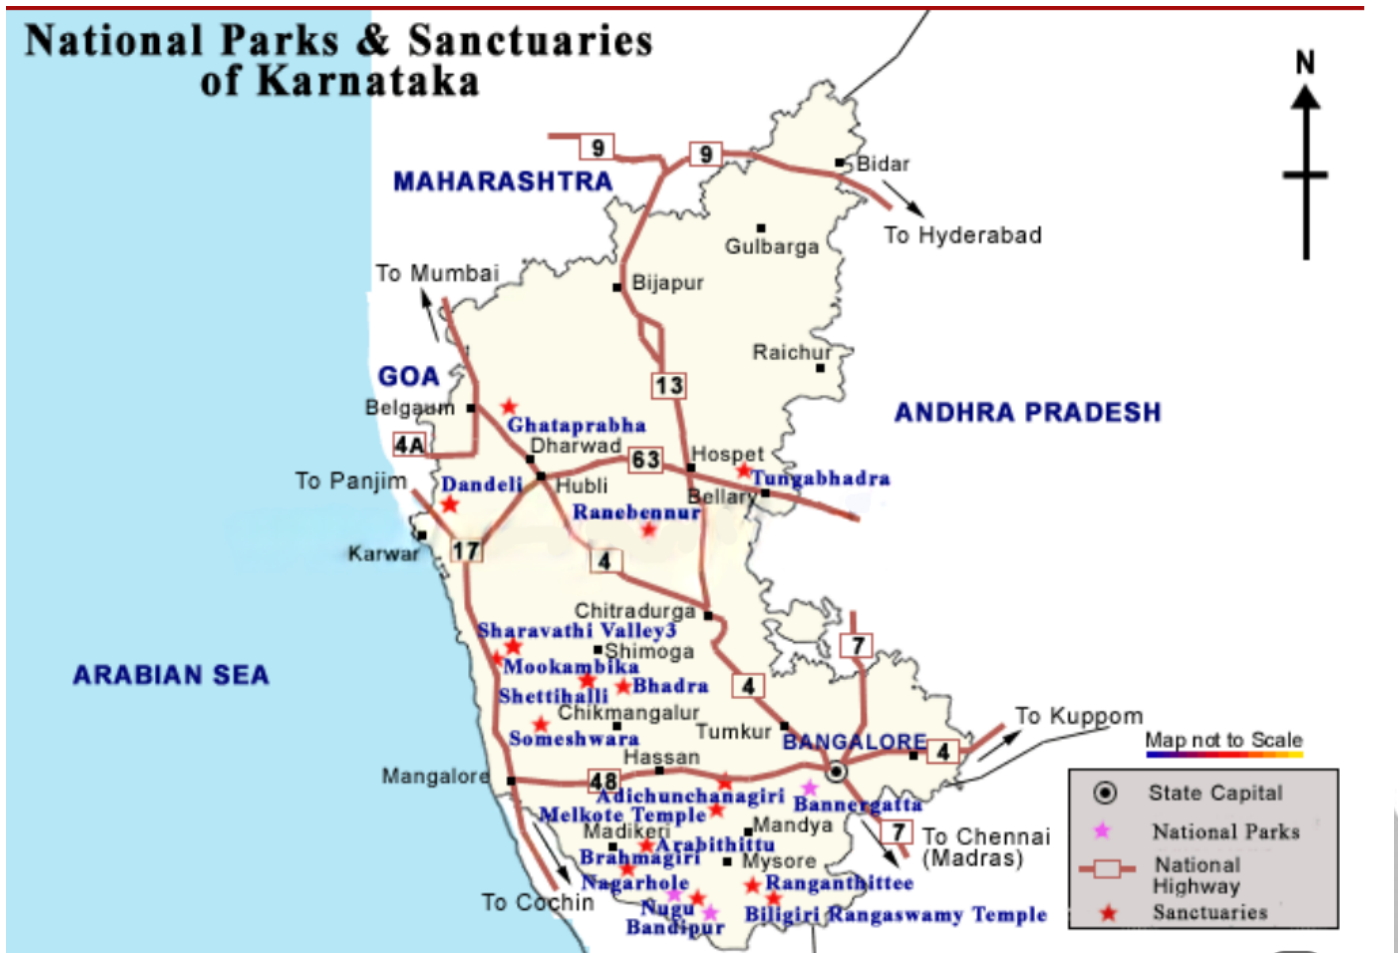 National Parks & Sanctuaries
of Karnataka
N
9
9
Bidar
MAHARASHTRA
To Hyderabad
Gulbarga
To Mumbai
Bijapur
Raichur
GOA
13
Belgaum
ANDHRA PRADESH
Ghataprabha
4A
Dharwad
63
Hospet
To Panjim
Dandeli
Hubli
Tungabhadra
Bellary
Ranebennur
Karwar
17
4
Chitradurga
Sharavathi Valley3
7
Shimoga
Mookambika
ARABIAN SEA
Shettihalli
Bhadra
4
Chikmangalur
To Kuppom
Someshwara
Tumkur
BANGALORE
4
Map not to Scale
Hassan
Mangalore
48
Adichunchanagiri
Bannergatta
State Capital
Melkote Temple
Madikeri
Mandya
7
To Chennai
(Madras)
National Parks
Arabithittu
Brahmagiri
Mysore
National
Highway
Nagarhole
Ranganthittee
To Cochin
Nugu
Biligiri Rangaswamy Temple
Sanctuaries
Bandipur